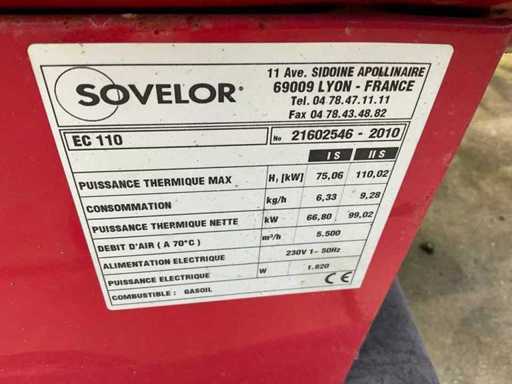 SOVELOR®
11 Ave. SIDOINE APOLLINAIRE
69009 LYON - FRANCE
Tel. 04 78.47.11.11
Fax 04 78.43.48.82
EC 110 No 21602546 - 2010
I S II S
PUISSANCE THERMIQUE MAX Hi [kW] 75,06 110,02
CONSOMMATION kg/h 6,33 9,28
PUISSANCE THERMIQUE NETTE kW 66,80 99,02
DEBIT D'AIR ( A 70°C ) m³/h 5.500
ALIMENTATION ELECTRIQUE 230V 1~ 50Hz
PUISSANCE ELECTRIQUE W 1.820
COMBUSTIBLE : GASOIL CE